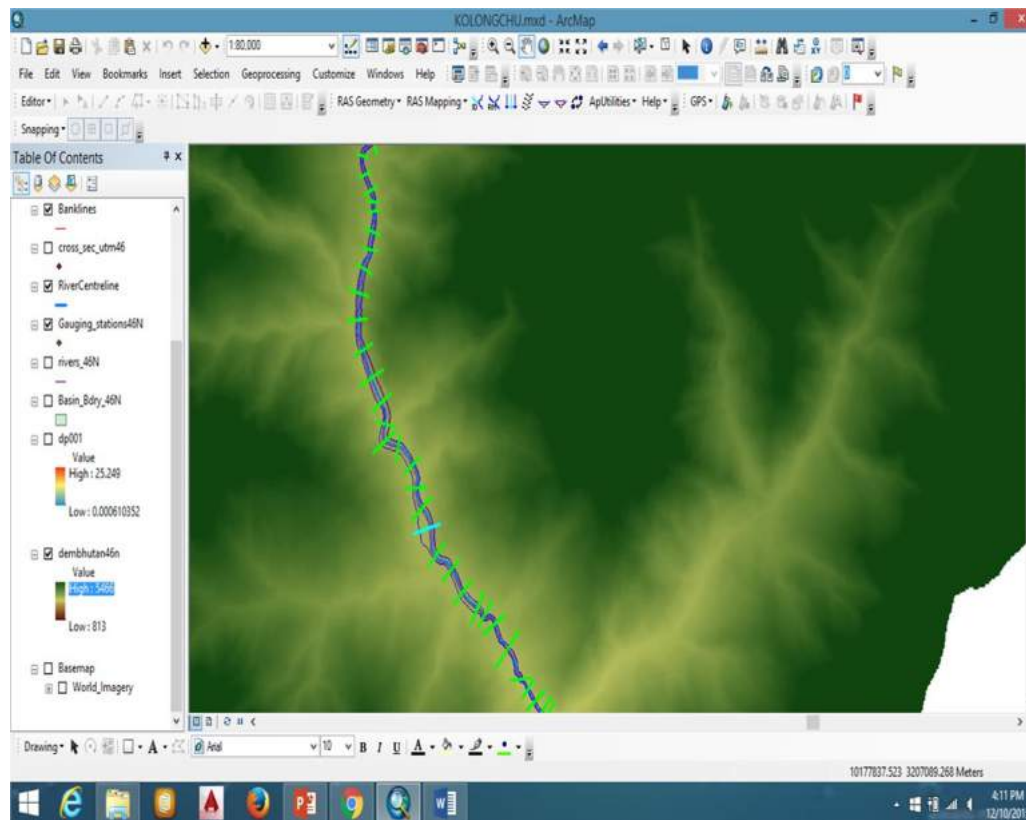 KOLONGCHU.mxd - ArcMap
1:80,000
File Edit View Bookmarks Insert Selection Geoprocessing Customize Windows Help
Editor RAS Geometry RAS Mapping ApUtilities Help GPS
Snapping
Table Of Contents
Banklines
cross_sec_utm46
RiverCentreline
Gauging_stations46N
rivers_46N
Basin_Bdry_46N
dp001
Value
High : 25.249
Low : 0.000610352
dembhutan46n
Value
High : 5466
Low : 813
Basemap
World_Imagery
Drawing A Arial 10 B I U A
10177837.523 3207089.268 Meters
4:11 PM